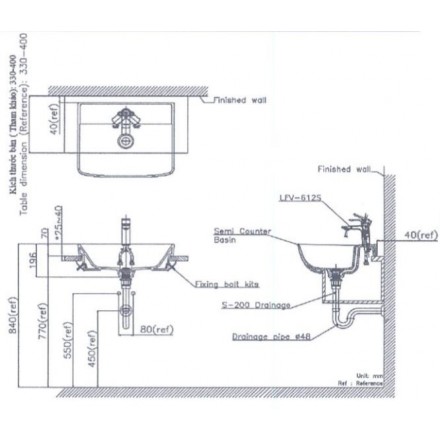 Kích thước bàn ( Tham khảo): 330-400
Table dimension (Reference): 330-400
40(ref)
Finished wall
Finished wall
LFV-612S
Semi Counter
Basin
40(ref)
70
*25~40
196
Fixing bolt kits
S-200 Drainage
80(ref)
Drainage pipe ø48
840(ref)
770(ref)
550(ref)
450(ref)
Unit: mm
Ref : Reference